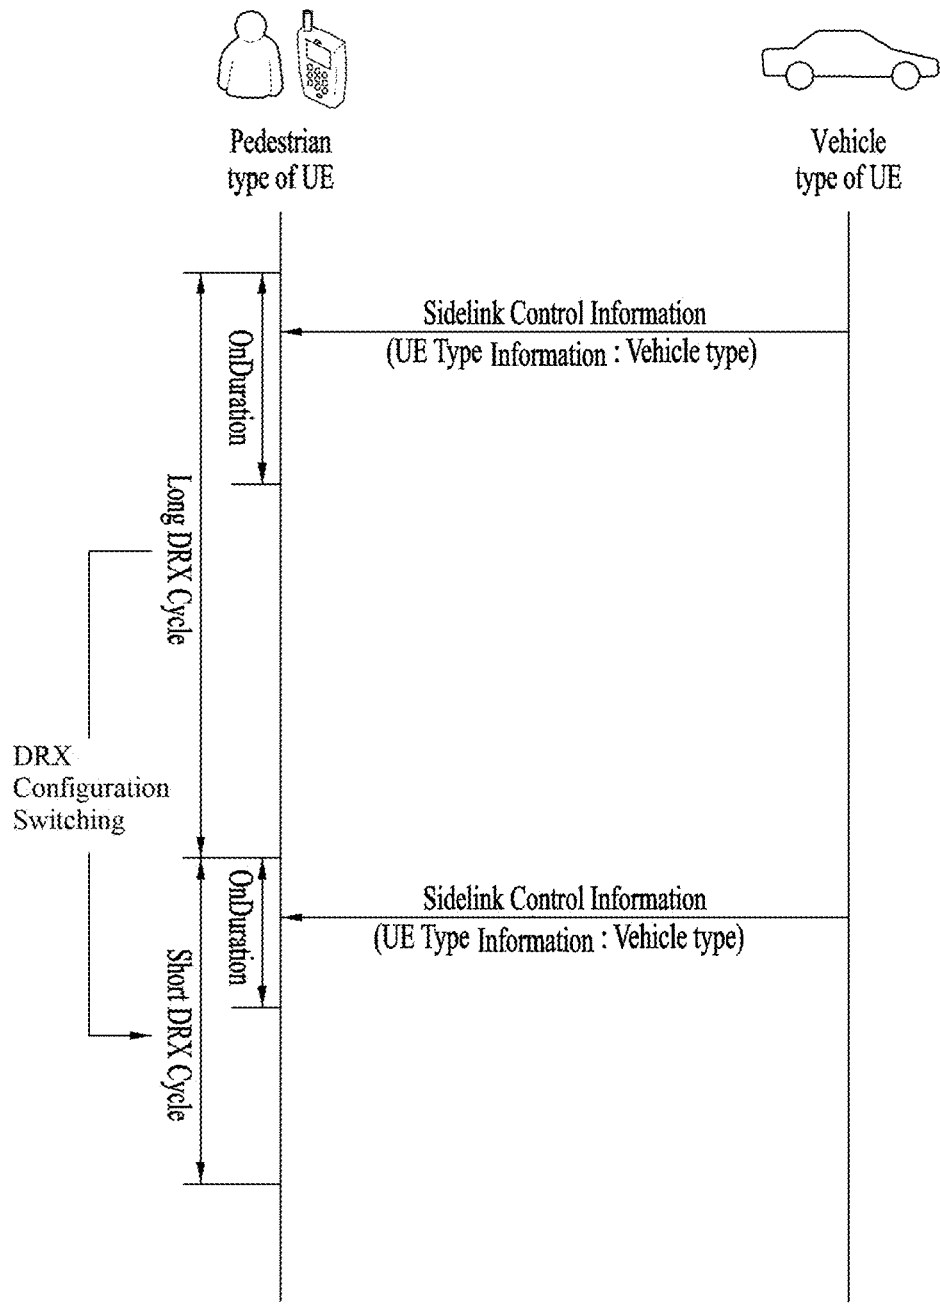 Pedestrian
type of UE
Vehicle
type of UE
Sidelink Control Information
(UE Type Information : Vehicle type)
OnDuration
Long DRX Cycle
DRX
Configuration
Switching
OnDuration
Sidelink Control Information
(UE Type Information : Vehicle type)
Short DRX Cycle